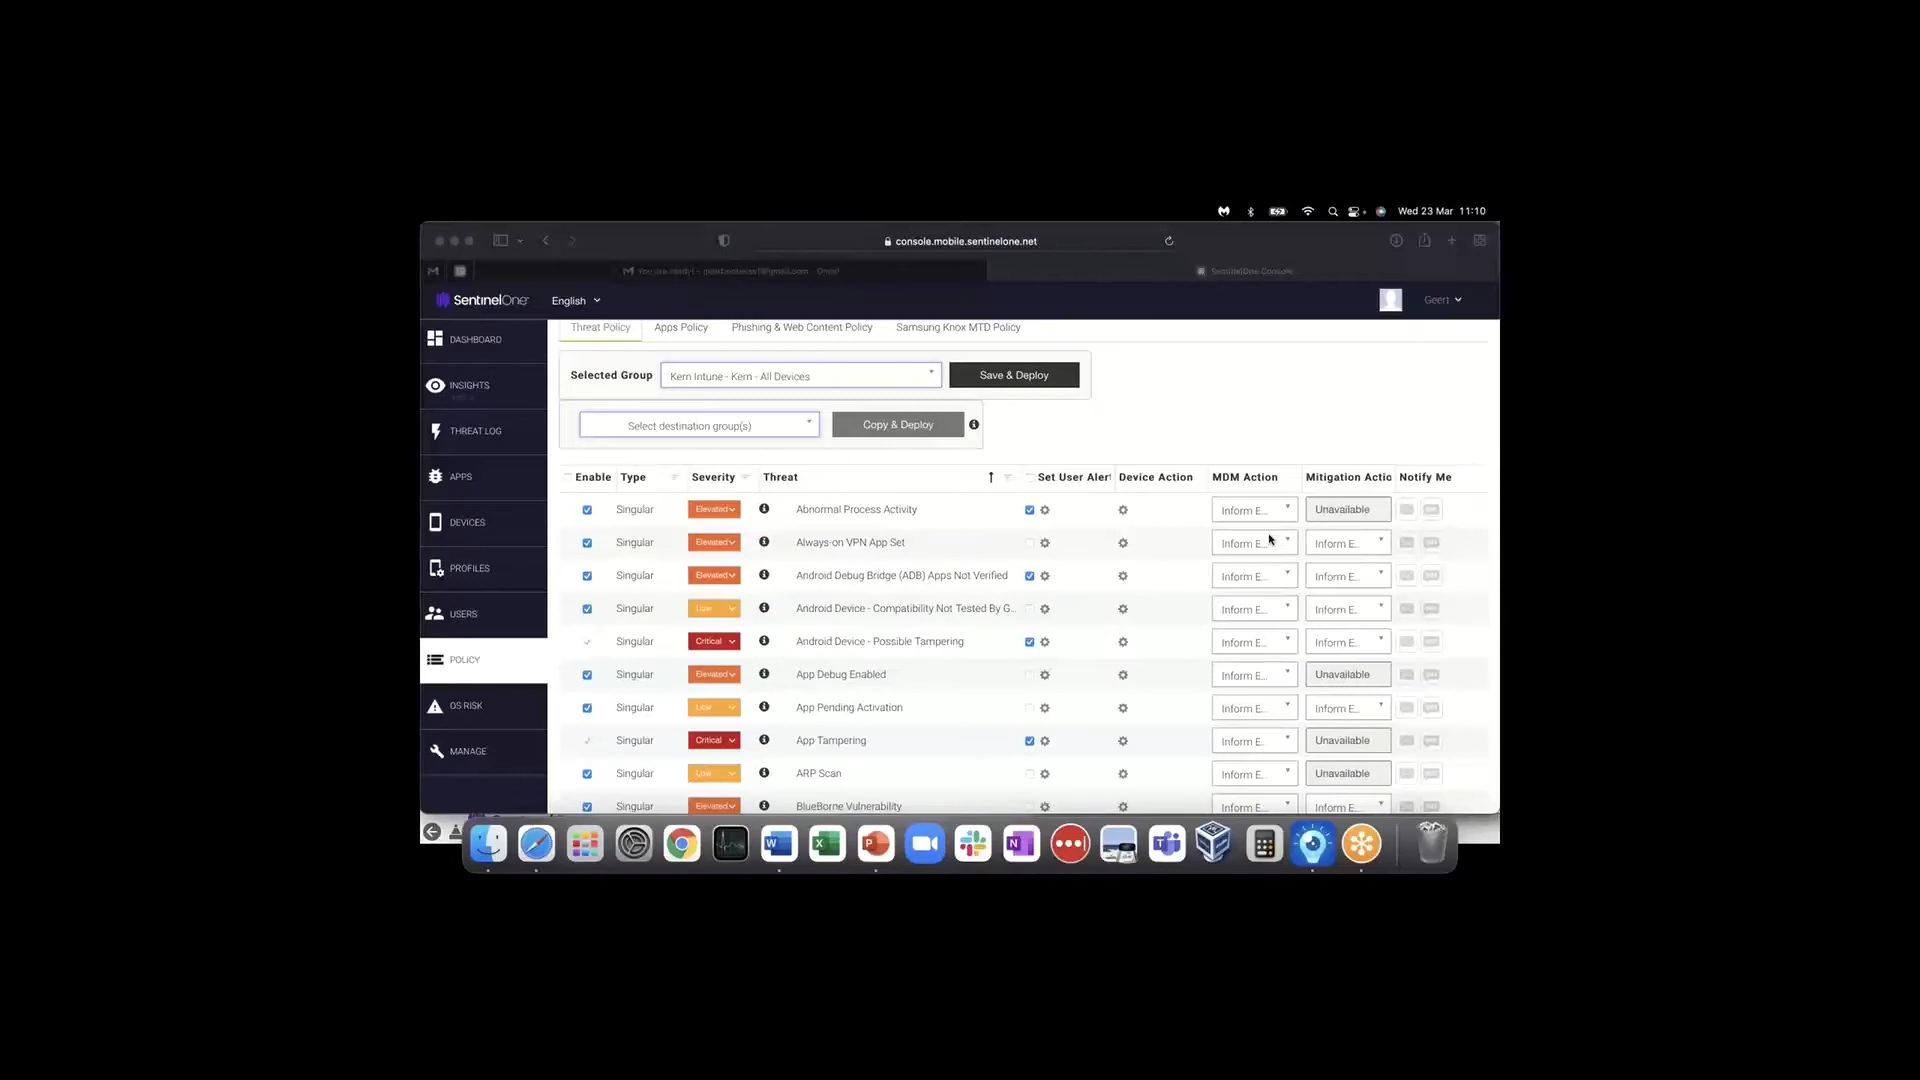 Wed 23 Mar 11:10
console.mobile.sentinelone.net
SentinelOne Console
SentinelOne
English
Geert
DASHBOARD
INSIGHTS
THREAT LOG
APPS
DEVICES
PROFILES
USERS
POLICY
OS RISK
MANAGE
Threat Policy Apps Policy Phishing & Web Content Policy Samsung Knox MTD Policy
Selected Group Kern Intune - Kern - All Devices Save & Deploy
Select destination group(s) Copy & Deploy
Enable Type Severity Threat Set User Alert Device Action MDM Action Mitigation Actio Notify Me
Singular Elevated Abnormal Process Activity Inform E... Unavailable
Singular Elevated Always-on VPN App Set Inform E... Inform E...
Singular Elevated Android Debug Bridge (ADB) Apps Not Verified Inform E... Inform E...
Singular Low Android Device - Compatibility Not Tested By G... Inform E... Inform E...
Singular Critical Android Device - Possible Tampering Inform E... Inform E...
Singular Elevated App Debug Enabled Inform E... Unavailable
Singular Low App Pending Activation Inform E... Inform E...
Singular Critical App Tampering Inform E... Unavailable
Singular Low ARP Scan Inform E... Unavailable
Singular Elevated BlueBorne Vulnerability Inform E... Inform E...